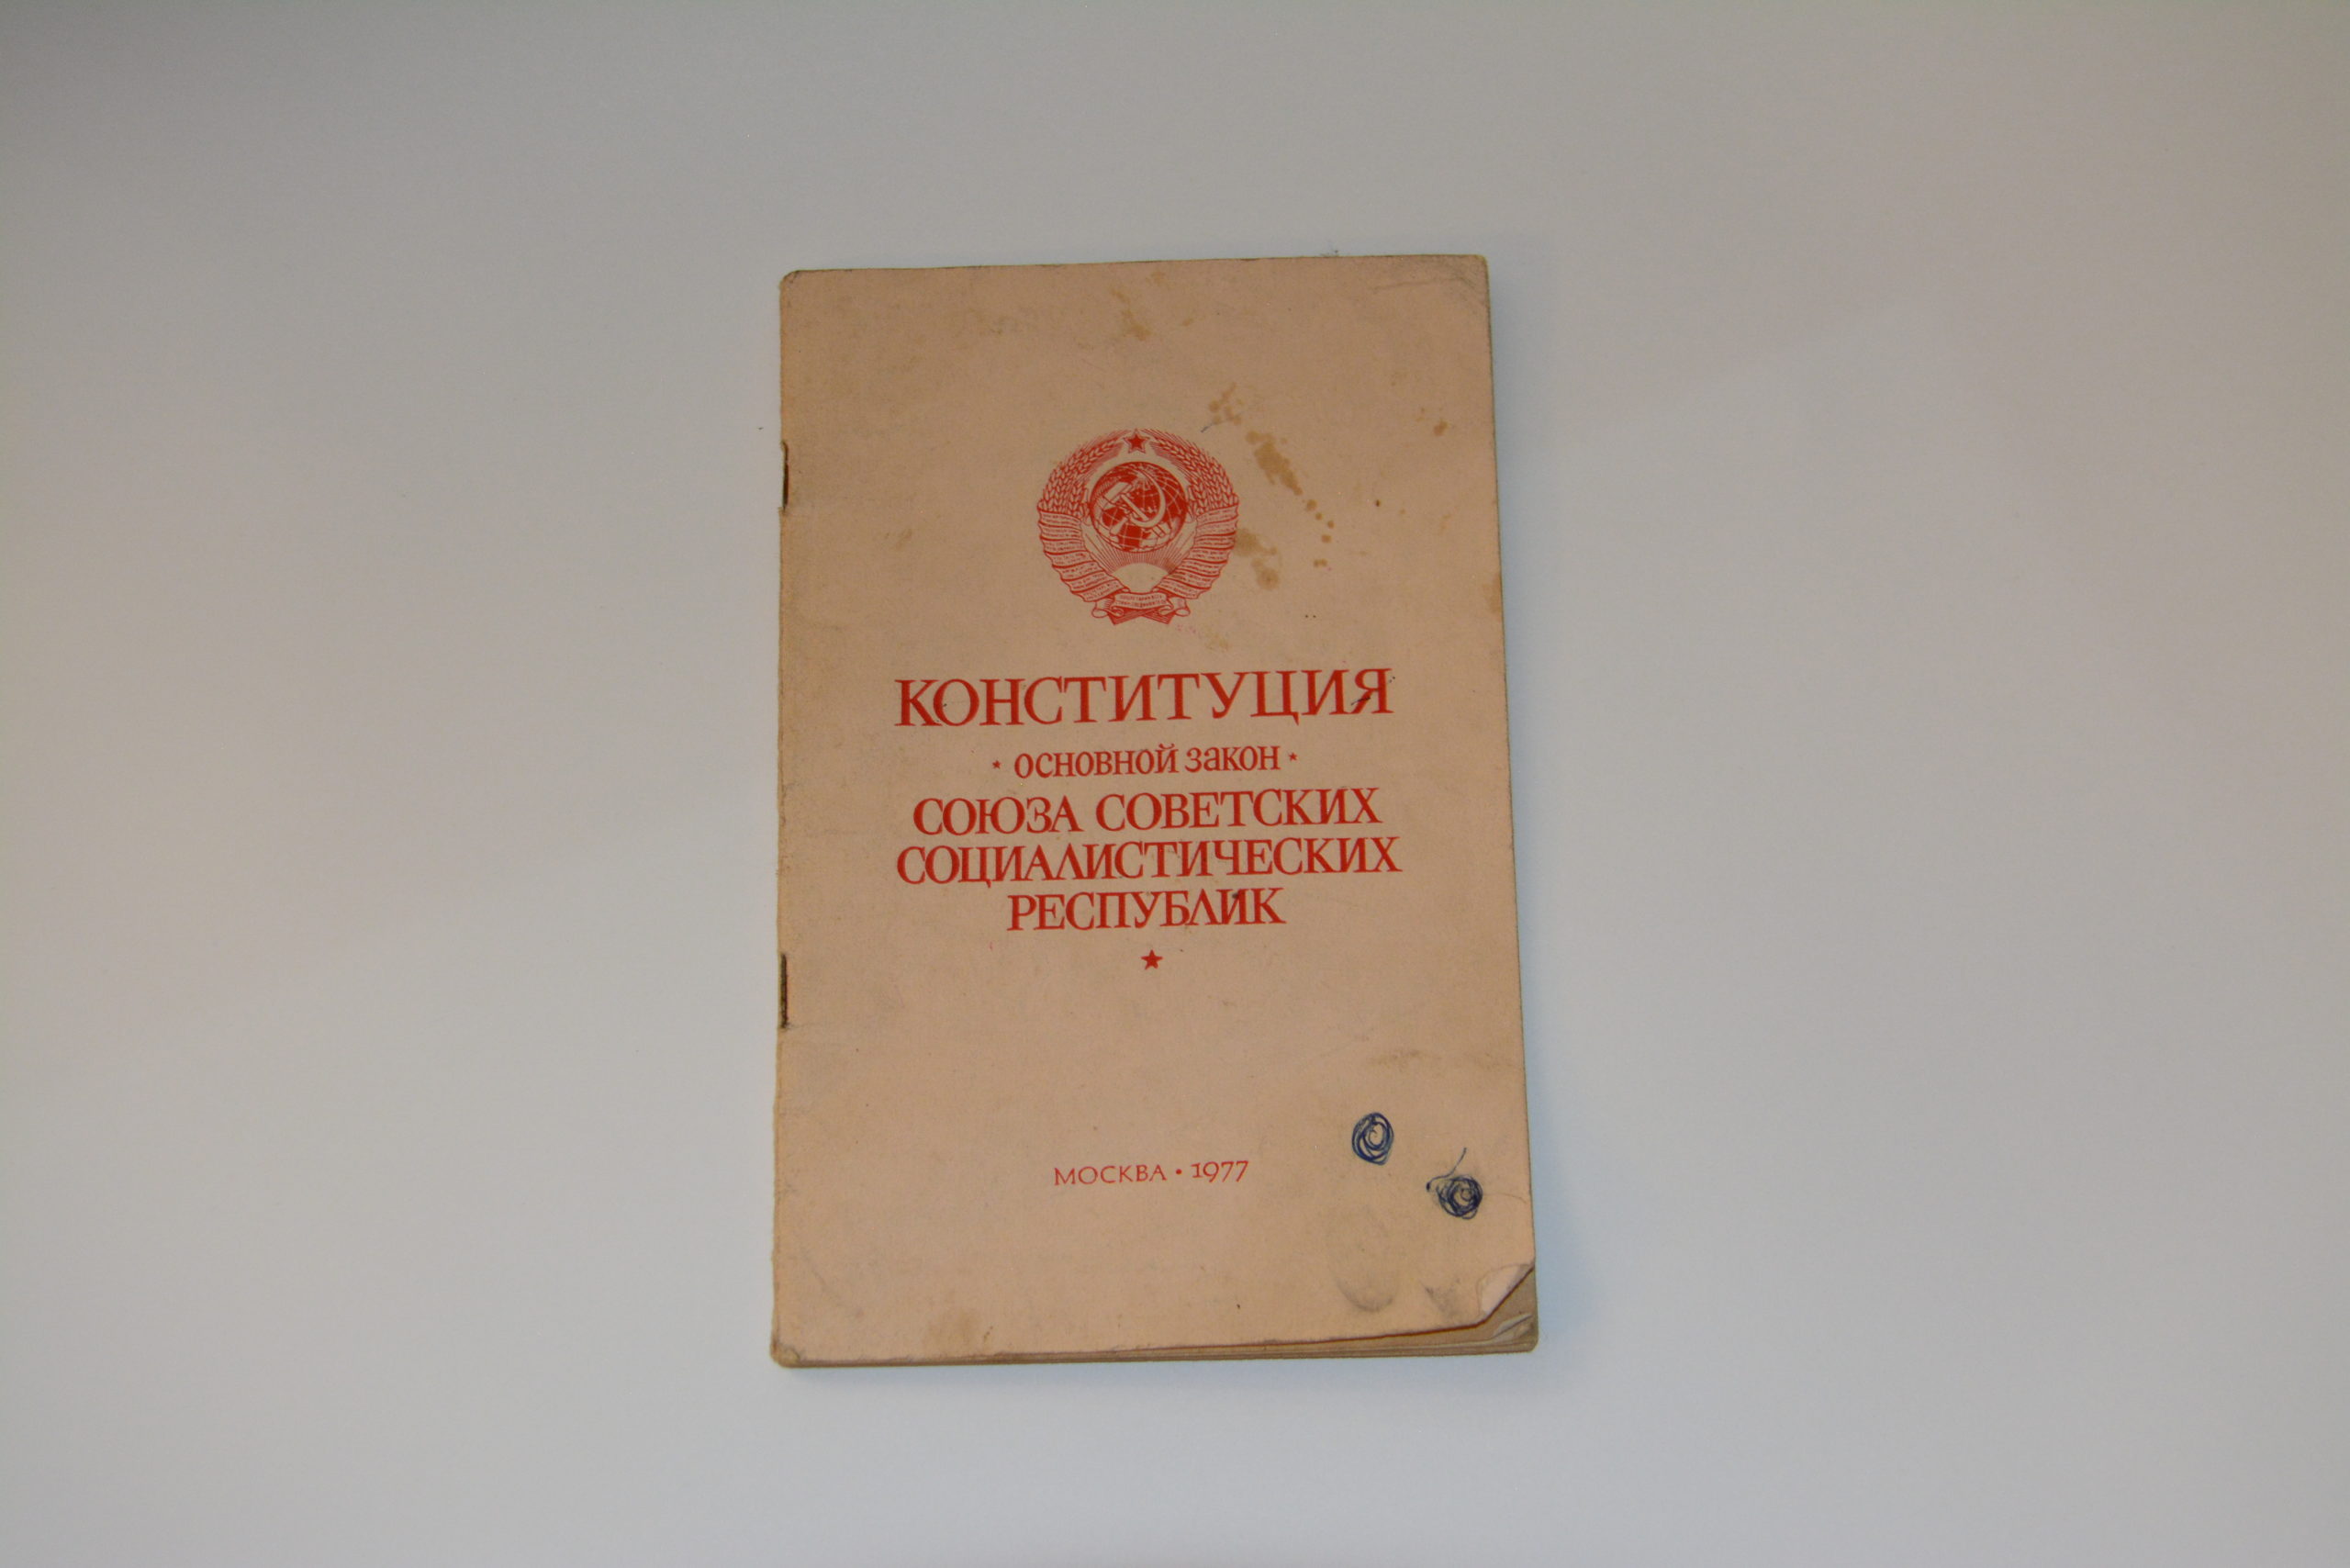 КОНСТИТУЦИЯ
★ основной закон ★
СОЮЗА СОВЕТСКИХ
СОЦИАЛИСТИЧЕСКИХ
РЕСПУБЛИК
★
МОСКВА • 1977